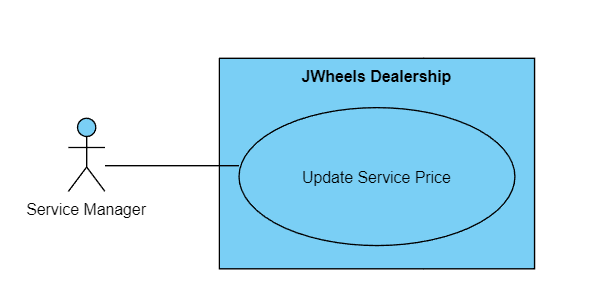 JWheels Dealership
Update Service Price
Service Manager